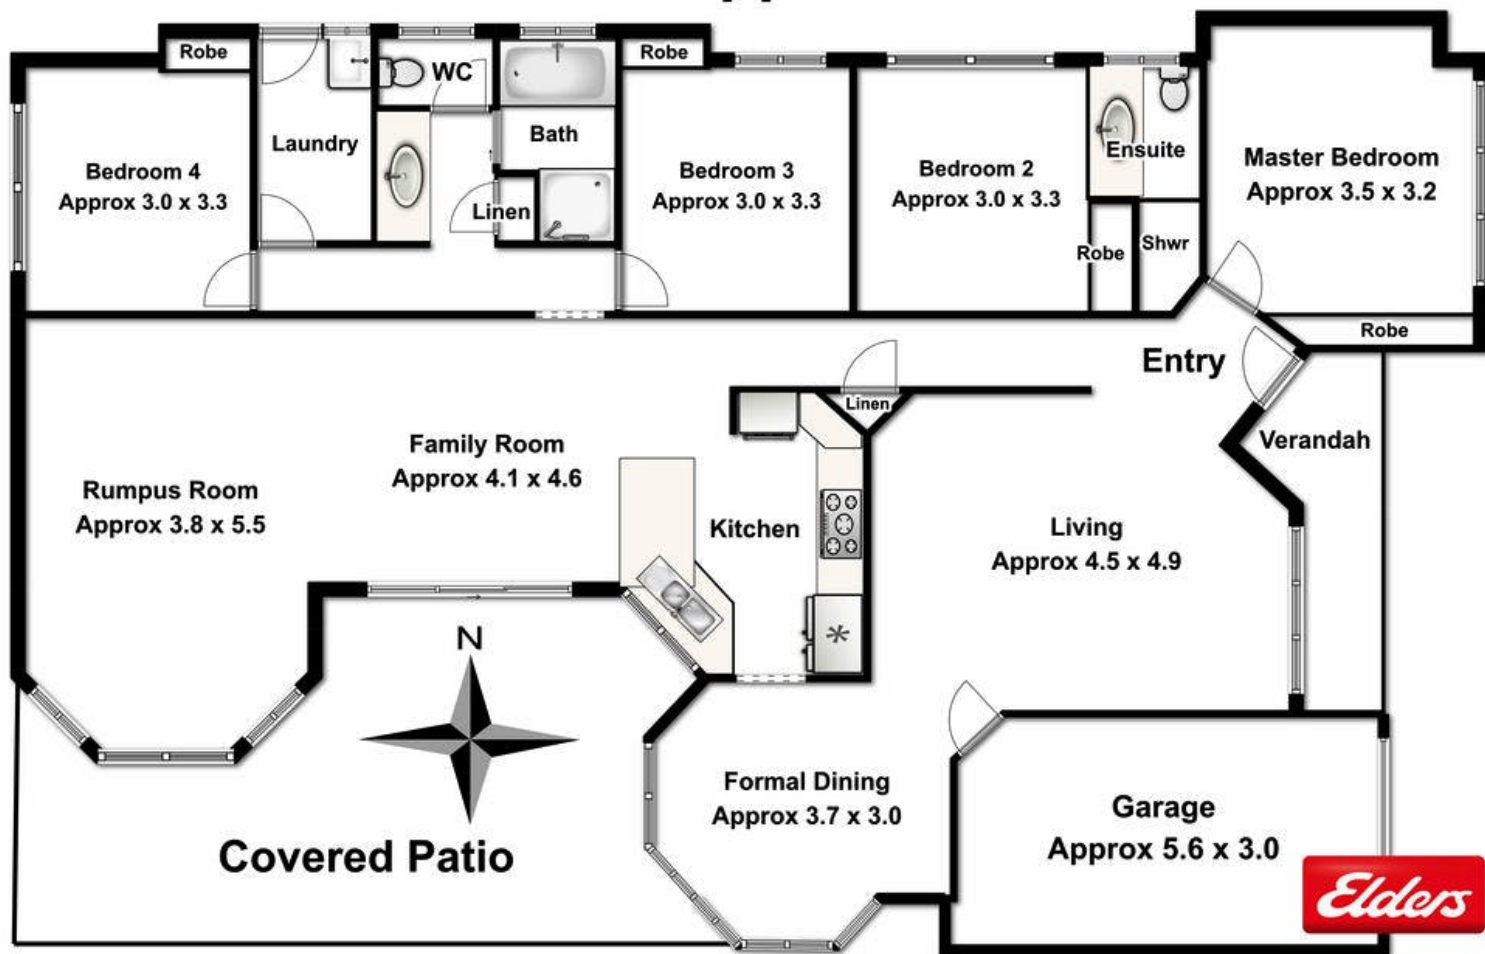 Robe
WC
Robe
Laundry
Bath
Bedroom 4
Approx 3.0 x 3.3
Linen
Bedroom 3
Approx 3.0 x 3.3
Bedroom 2
Approx 3.0 x 3.3
Ensuite
Master Bedroom
Approx 3.5 x 3.2
Robe
Shwr
Robe
Entry
Linen
Verandah
Family Room
Approx 4.1 x 4.6
Rumpus Room
Approx 3.8 x 5.5
Kitchen
Living
Approx 4.5 x 4.9
N
Formal Dining
Approx 3.7 x 3.0
Garage
Approx 5.6 x 3.0
Covered Patio
Elders